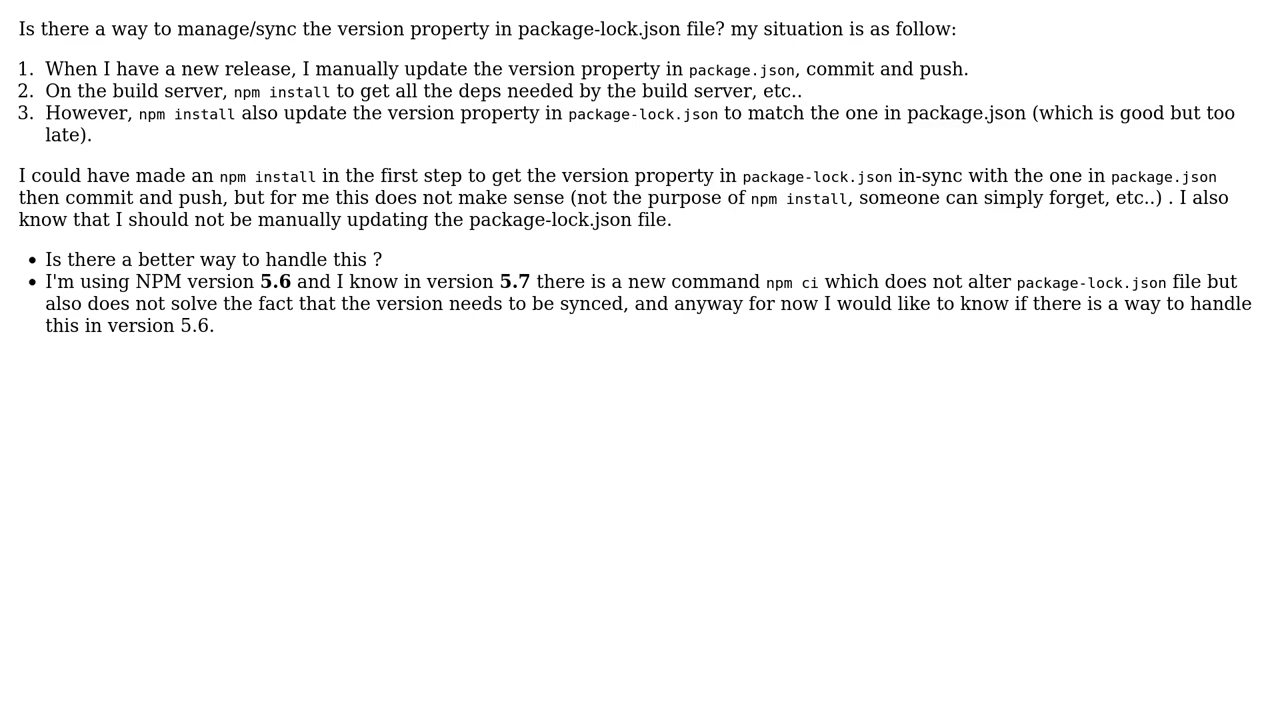 Is there a way to manage/sync the version property in package-lock.json file? my situation is as follow:
1. When I have a new release, I manually update the version property in package.json, commit and push.
2. On the build server, npm install to get all the deps needed by the build server, etc..
3. However, npm install also update the version property in package-lock.json to match the one in package.json (which is good but too
late).
I could have made an npm install in the first step to get the version property in package-lock.json in-sync with the one in package.json
then commit and push, but for me this does not make sense (not the purpose of npm install, someone can simply forget, etc..) . I also
know that I should not be manually updating the package-lock.json file.
• Is there a better way to handle this ?
• I'm using NPM version 5.6 and I know in version 5.7 there is a new command npm ci which does not alter package-lock.json file but
also does not solve the fact that the version needs to be synced, and anyway for now I would like to know if there is a way to handle
this in version 5.6.